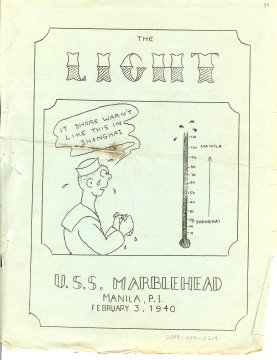 THE
LIGHT
IT SHORE WARN'T
LIKE THIS IN
SHANGHAI
MANILA
SHANGHAI
U.S.S. MARBLEHEAD
MANILA, P.I.
FEBRUARY 3, 1940